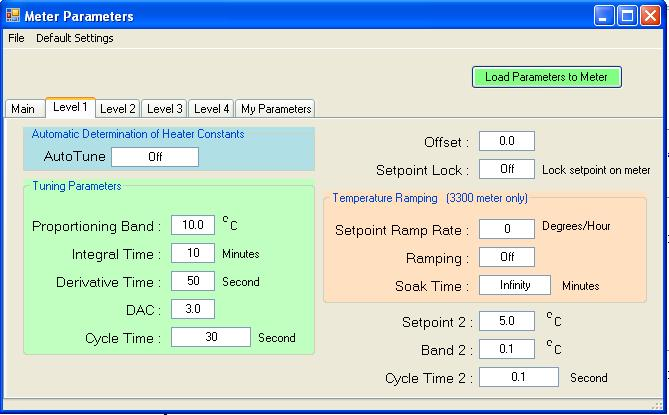 Meter Parameters
File Default Settings
Load Parameters to Meter
Main Level 1 Level 2 Level 3 Level 4 My Parameters
Automatic Determination of Heater Constants
AutoTune Off
Tuning Parameters
Proportioning Band : 10.0 °C
Integral Time : 10 Minutes
Derivative Time : 50 Second
DAC : 3.0
Cycle Time : 30 Second
Offset : 0.0
Setpoint Lock : Off Lock setpoint on meter
Temperature Ramping (3300 meter only)
Setpoint Ramp Rate : 0 Degrees/Hour
Ramping : Off
Soak Time : Infinity Minutes
Setpoint 2 : 5.0 °C
Band 2 : 0.1 °C
Cycle Time 2 : 0.1 Second